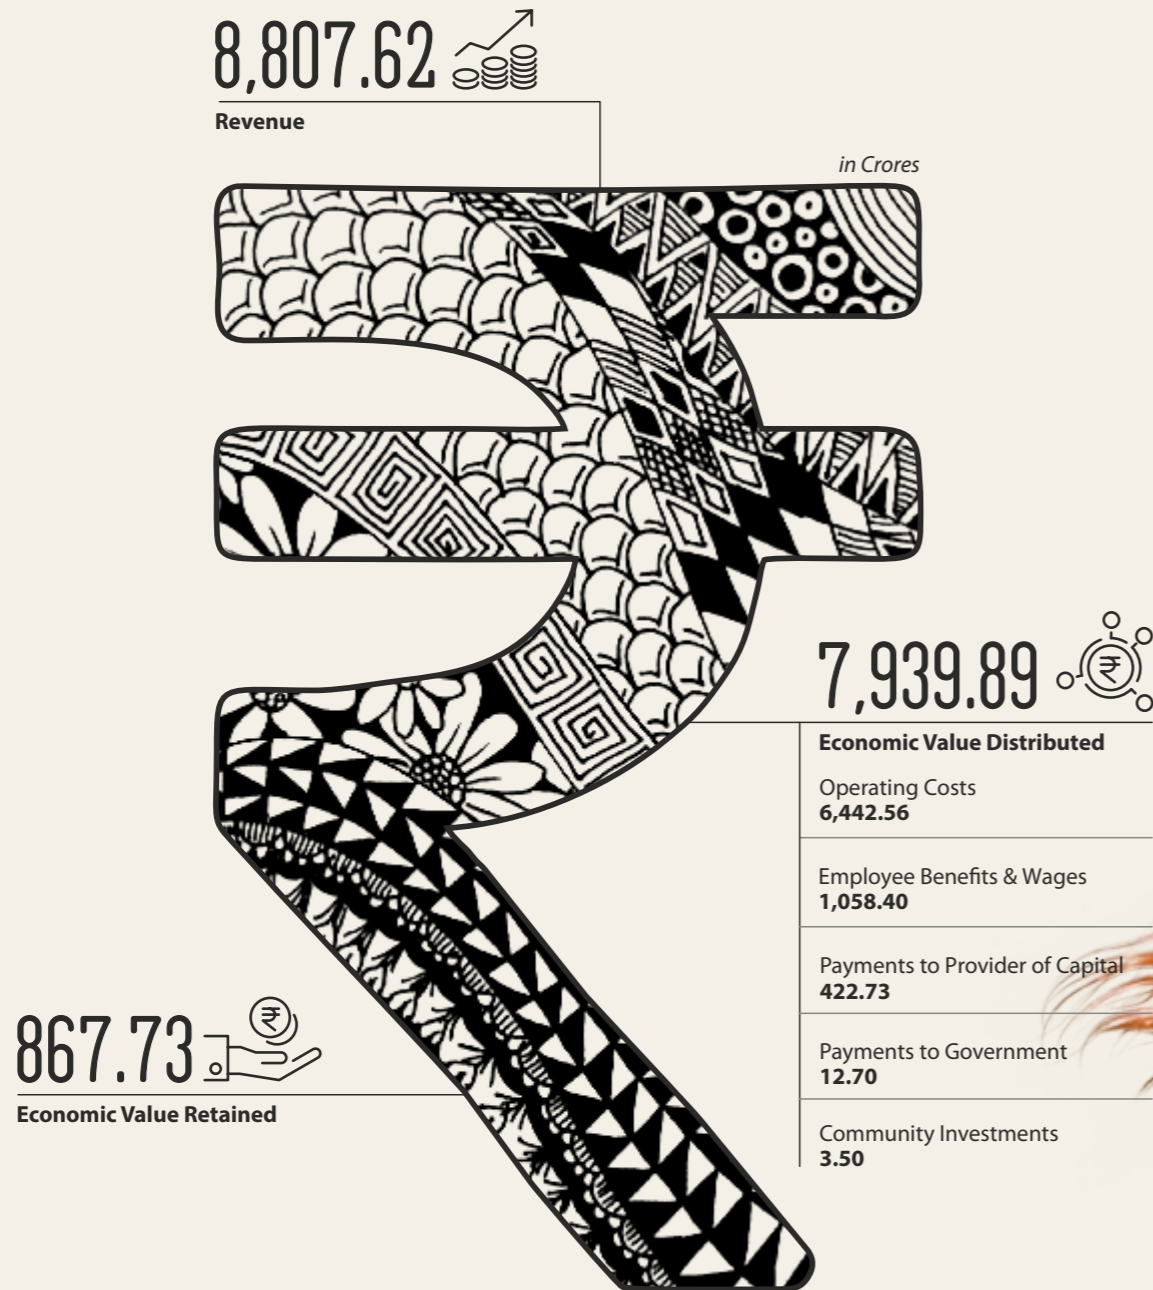 8,807.62
Revenue
in Crores
7,939.89
₹
Economic Value Distributed
Operating Costs
6,442.56
Employee Benefits & Wages
1,058.40
Payments to Provider of Capital
422.73
Payments to Government
12.70
Community Investments
3.50
₹
867.73
Economic Value Retained